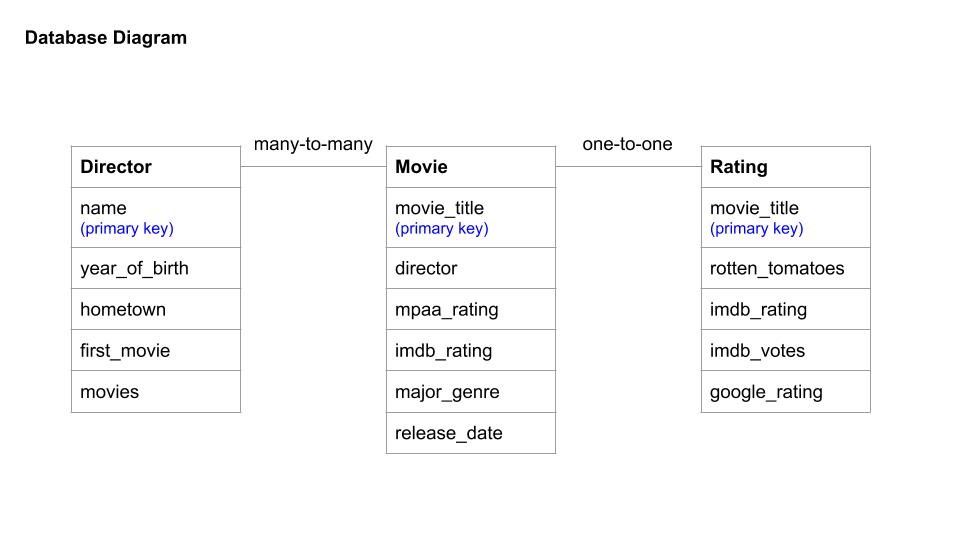 Database Diagram
many-to-many
one-to-one
Director
name
(primary key)
year_of_birth
hometown
first_movie
movies
Movie
movie_title
(primary key)
director
mpaa_rating
imdb_rating
major_genre
release_date
Rating
movie_title
(primary key)
rotten_tomatoes
imdb_rating
imdb_votes
google_rating